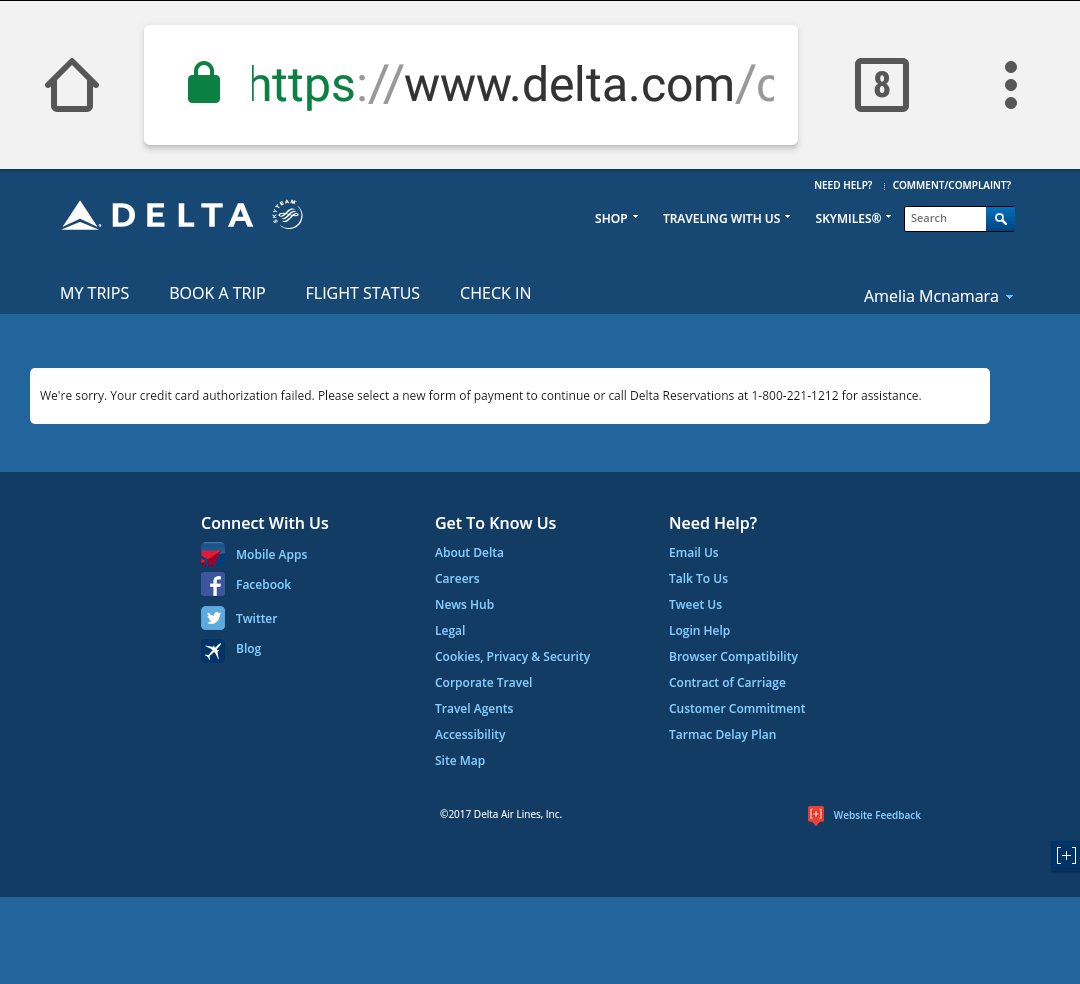 https://www.delta.com/c
8
NEED HELP? COMMENT/COMPLAINT?
DELTA SKYTEAM
SHOP TRAVELING WITH US SKYMILES® Search
MY TRIPS BOOK A TRIP FLIGHT STATUS CHECK IN Amelia Mcnamara
We're sorry. Your credit card authorization failed. Please select a new form of payment to continue or call Delta Reservations at 1-800-221-1212 for assistance.
Connect With Us
Mobile Apps
Facebook
Twitter
Blog
Get To Know Us
About Delta
Careers
News Hub
Legal
Cookies, Privacy & Security
Corporate Travel
Travel Agents
Accessibility
Site Map
Need Help?
Email Us
Talk To Us
Tweet Us
Login Help
Browser Compatibility
Contract of Carriage
Customer Commitment
Tarmac Delay Plan
©2017 Delta Air Lines, Inc.
[+] Website Feedback
[+]